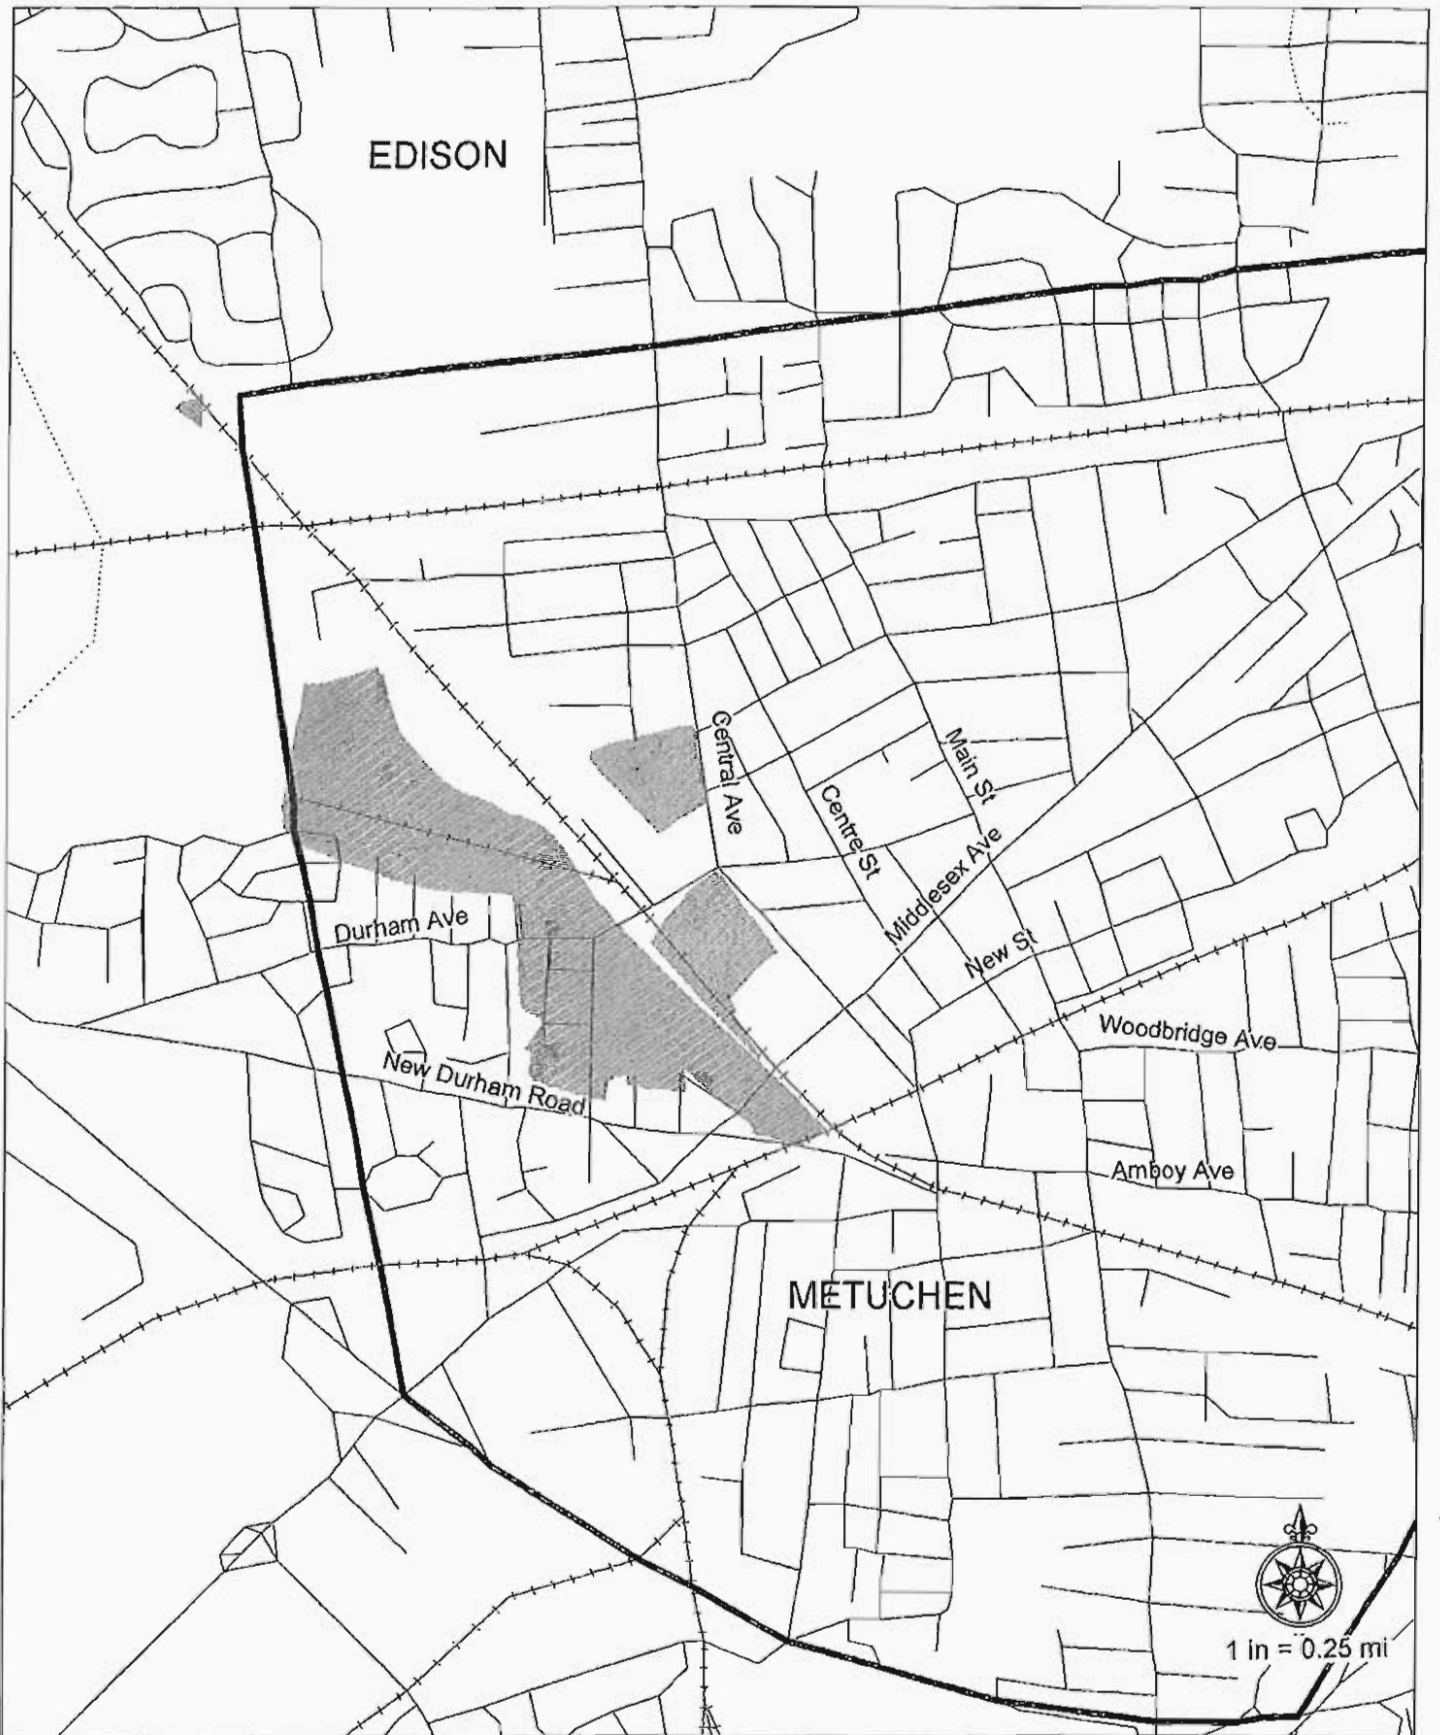 EDISON
Central Ave
Main St
Centre St
Middlesex Ave
Durham Ave
New St
Woodbridge Ave
New Durham Road
Amboy Ave
METUCHEN
1 in = 0.25 mi